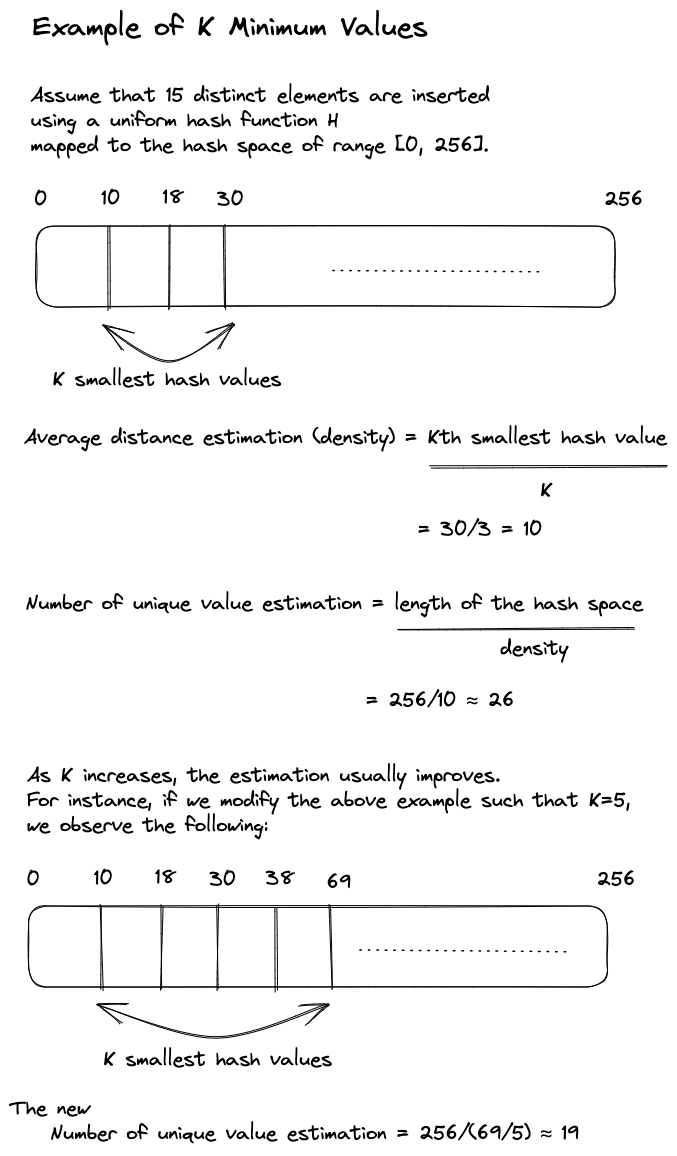 Example of K Minimum Values
Assume that 15 distinct elements are inserted
using a uniform hash function H
mapped to the hash space of range [0, 256].
0 10 18 30 256
K smallest hash values
Average distance estimation (density) = Kth smallest hash value
K
= 30/3 = 10
Number of unique value estimation = length of the hash space
density
= 256/10 ≈ 26
As K increases, the estimation usually improves.
For instance, if we modify the above example such that K=5,
we observe the following:
0 10 18 30 38 69 256
K smallest hash values
The new
Number of unique value estimation = 256/(69/5) ≈ 19